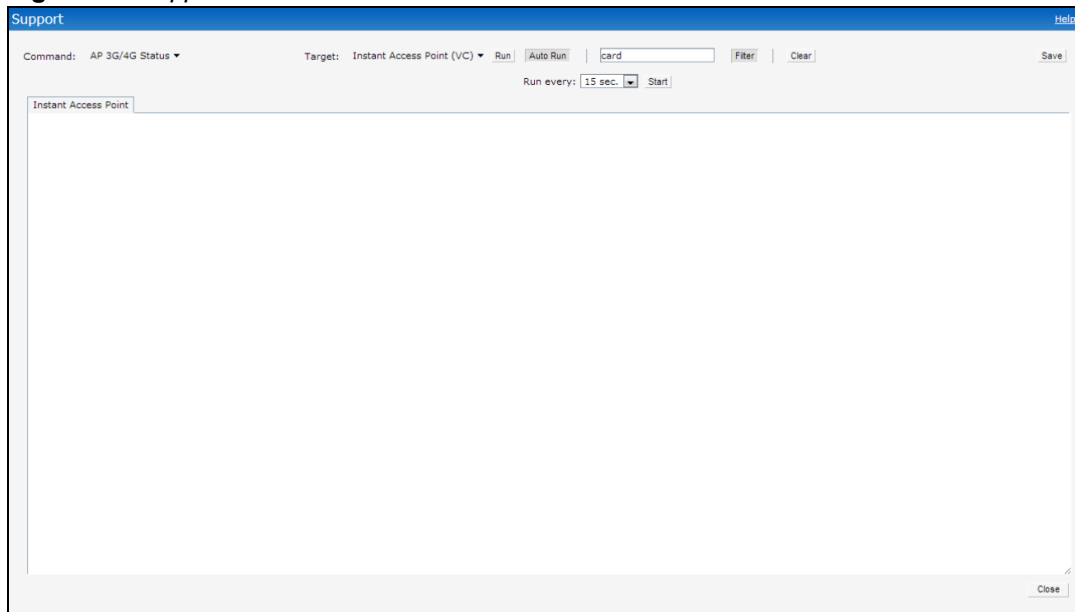 Support Help
Command: AP 3G/4G Status Target: Instant Access Point (VC) Run Auto Run card Filter Clear Save
Run every: 15 sec. Start
Instant Access Point
Close